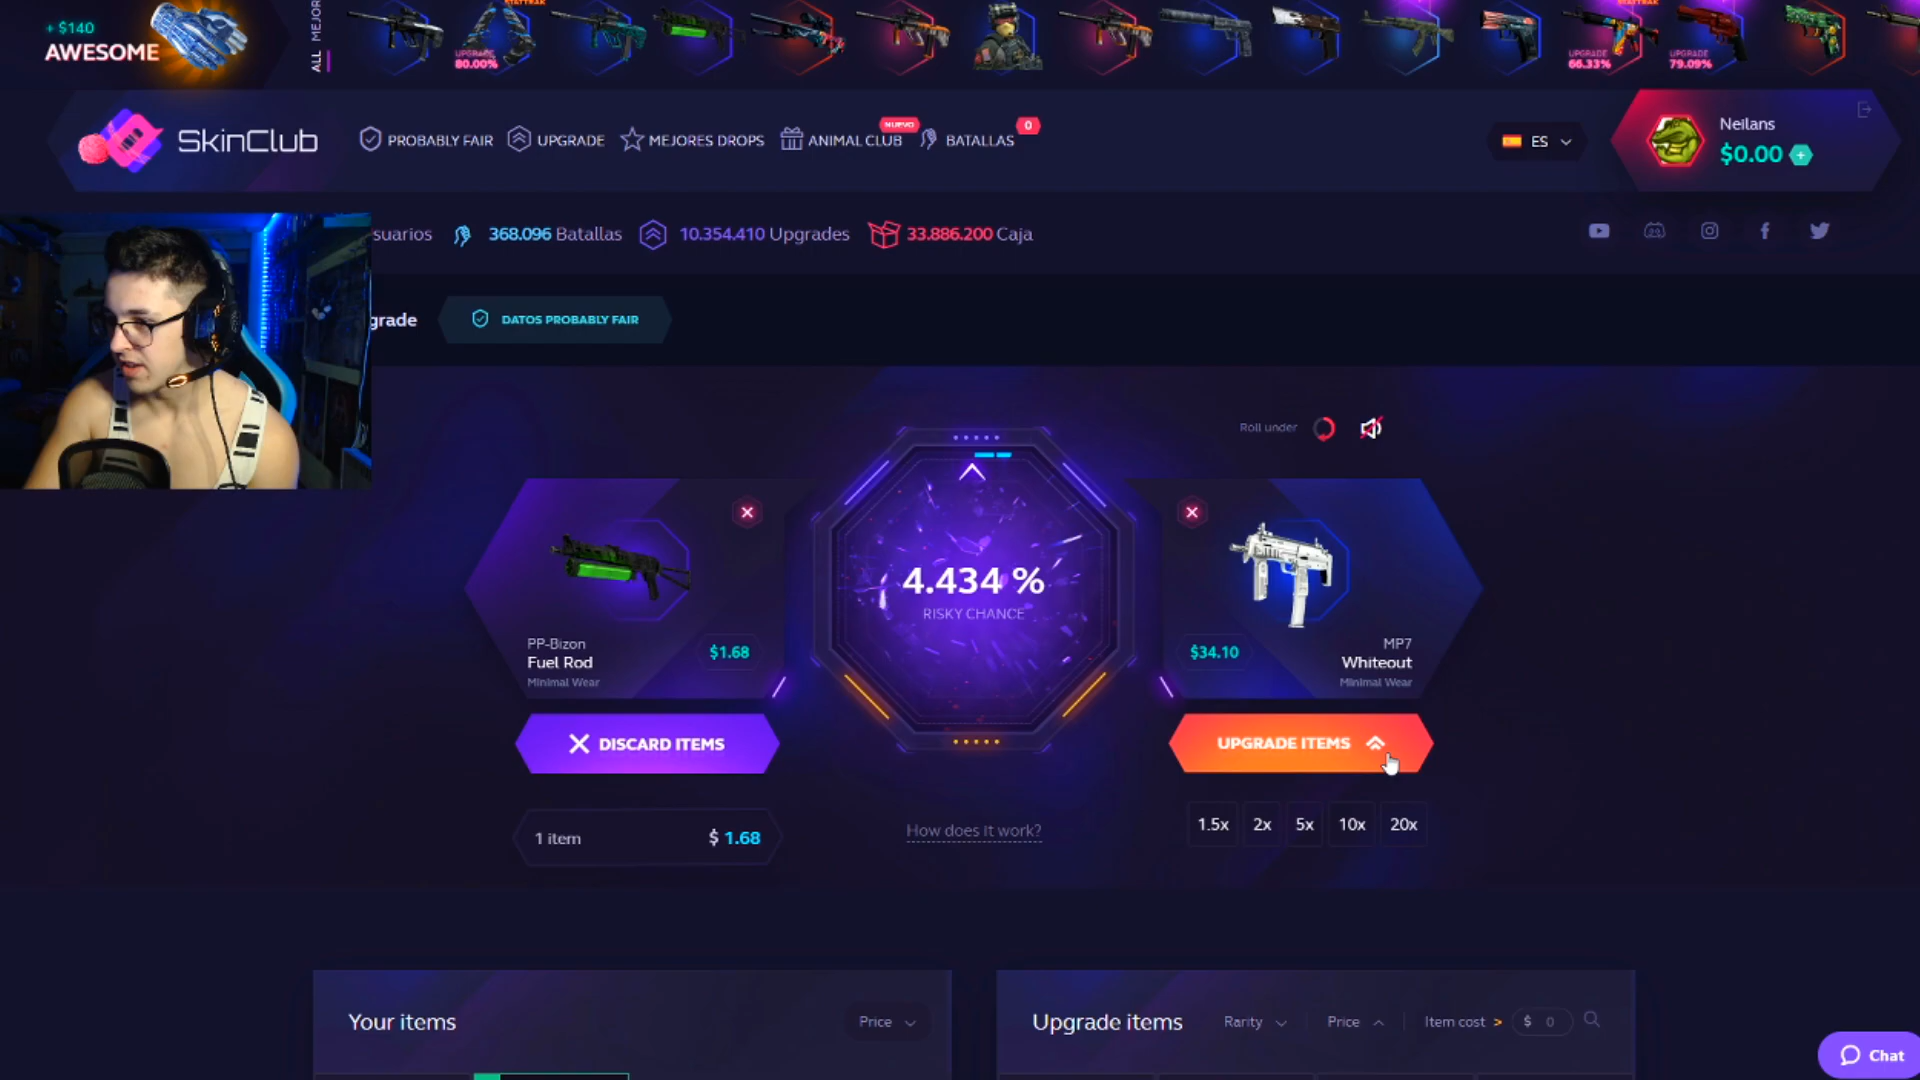 + $140
AWESOME
ALL MEJOR
UPGRADE
80.00%
STATTRAK
UPGRADE
66.33%
UPGRADE
79.09%
SkinClub
PROBABLY FAIR
UPGRADE
MEJORES DROPS
ANIMAL CLUB
NUEVO
BATALLAS
0
ES
Neilans
$0.00
suarios
368.096 Batallas
10.354.410 Upgrades
33.886.200 Caja
grade
DATOS PROBABLY FAIR
Roll under
4.434 %
RISKY CHANCE
PP-Bizon
Fuel Rod
Minimal Wear
$1.68
$34.10
MP7
Whiteout
Minimal Wear
DISCARD ITEMS
UPGRADE ITEMS
1 item
$ 1.68
How does it work?
1.5x 2x 5x 10x 20x
Your items
Price
Upgrade items
Rarity
Price
Item cost > $ 0
Chat